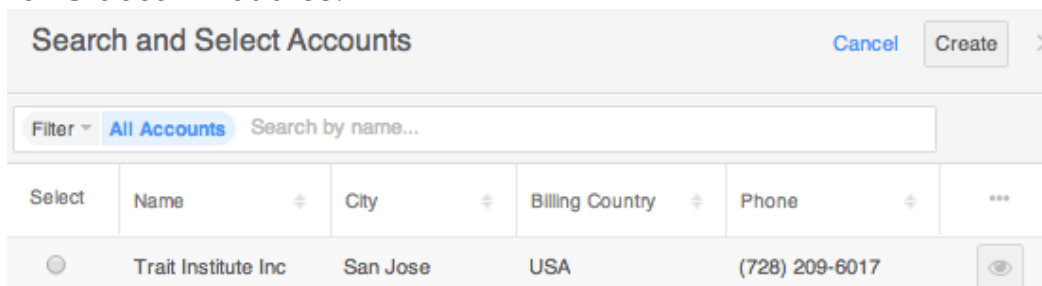 Search and Select Accounts Cancel Create
Filter All Accounts Search by name...
Select Name City Billing Country Phone
Trait Institute Inc San Jose USA (728) 209-6017